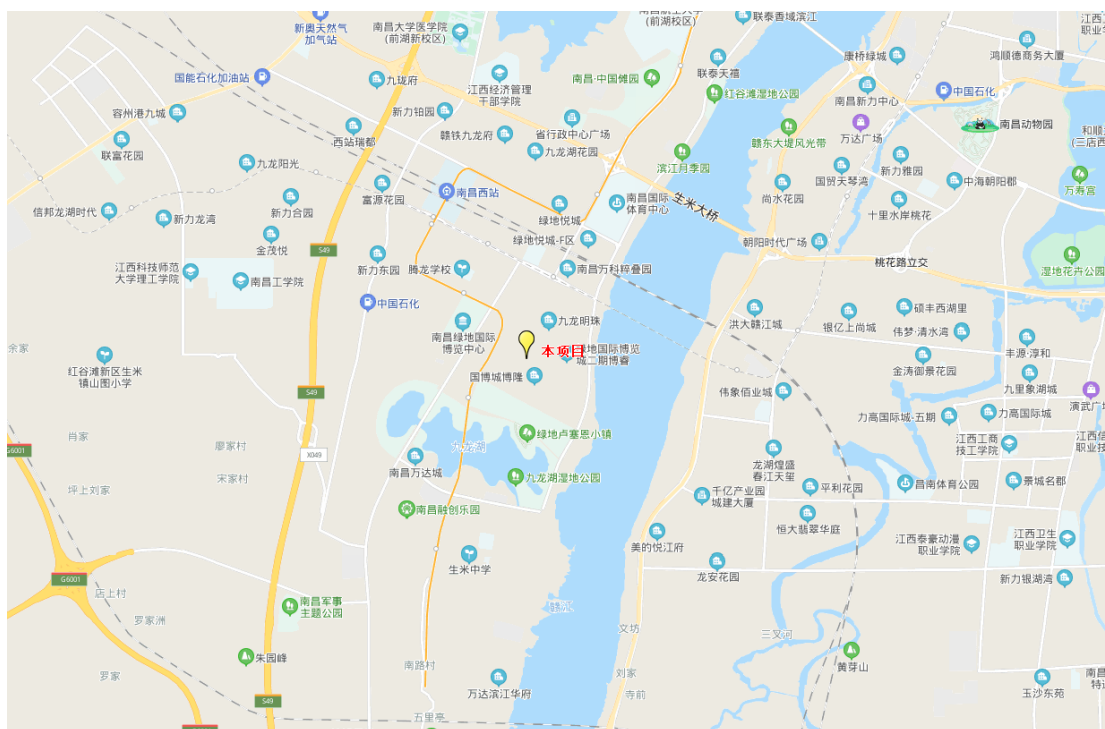 新奥天然气
加气站
南昌大学医学院
(前湖新校区)
(前湖校区)
联泰香域滨江
鸿顺德商务大厦
康桥绿城
联泰天禧
国能石化加油站
九珑府
江西经济管理
干部学院
南昌·中国傩园
红谷滩湿地公园
南昌新力中心
中国石化
容州港九城
新力铂园
西站瑞都
赣铁九龙府
省行政中心广场
万达广场
南昌动物园
赣东大堤风光带
联富花园
九龙阳光
九龙湖花园
滨江月季园
国贸天琴湾
新力雅园
中海朝阳郡
万寿宫
南昌西站
富源花园
新力合园
信邦龙湖时代
新力龙湾
绿地悦城
南昌国际
体育中心
生米大桥
尚水花园
十里水岸桃花
金茂悦
S49
绿地悦城-F区
朝阳时代广场
桃花路立交
湿地花卉公园
江西科技师范
大学理工学院
南昌工学院
新力东园
腾龙学校
南昌万科粹叠园
中国石化
南昌绿地国际
博览中心
九龙明珠
洪大赣江城
银亿上尚城
硕丰西湖里
伟梦·清水湾
本项目
绿地国际博览
城二期博睿
余家
红谷滩新区生米
镇山图小学
国博城博隆
丰源·淳和
金涛御景花园
九里象湖城
S49
伟象佰业城
演武广场
肖家
绿地卢塞恩小镇
力高国际城-五期
力高国际城
G6001
廖家村
X049
九龙湖
江西工商
技工学院
宋家村
南昌万达城
九龙湖湿地公园
龙湖煌盛
春江天玺
坪上刘家
千亿产业园
城建大厦
平利花园
昌南体育公园
景城名郡
南昌融创乐园
美的悦江府
恒大翡翠华庭
江西泰豪动漫
职业学院
江西卫生
职业学院
生米中学
龙安花园
新力银湖湾
G6001
店上村
南昌军事
主题公园
赣江
罗家洲
文坊
三叉河
朱园峰
南路村
刘家
黄芽山
罗家
万达滨江华府
寺前
玉沙东苑
S49
五里亭